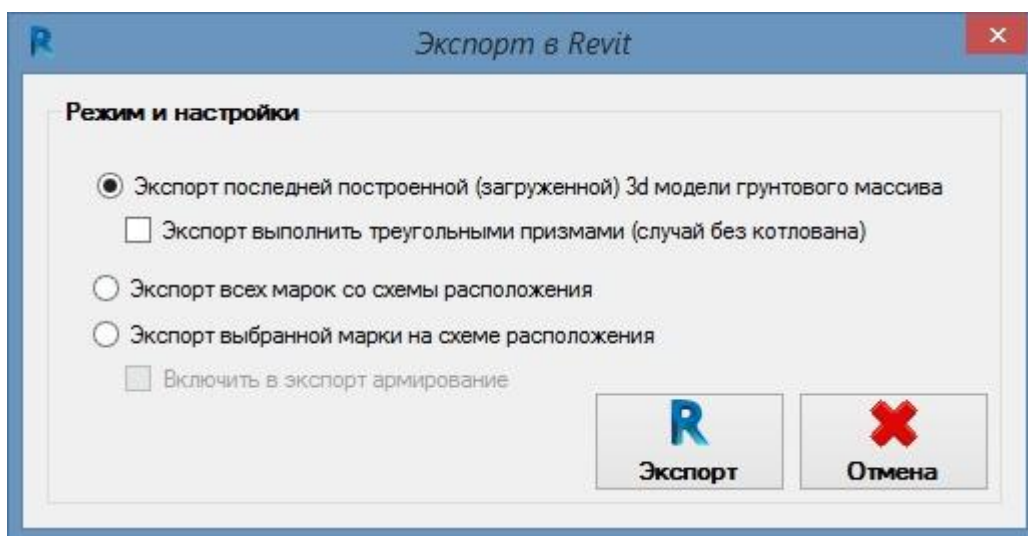 Экспорт в Revit
Режим и настройки
Экспорт последней построенной (загруженной) 3d модели грунтового массива
Экспорт выполнить треугольными призмами (случай без котлована)
Экспорт всех марок со схемы расположения
Экспорт выбранной марки на схеме расположения
Включить в экспорт армирование
Экспорт
Отмена